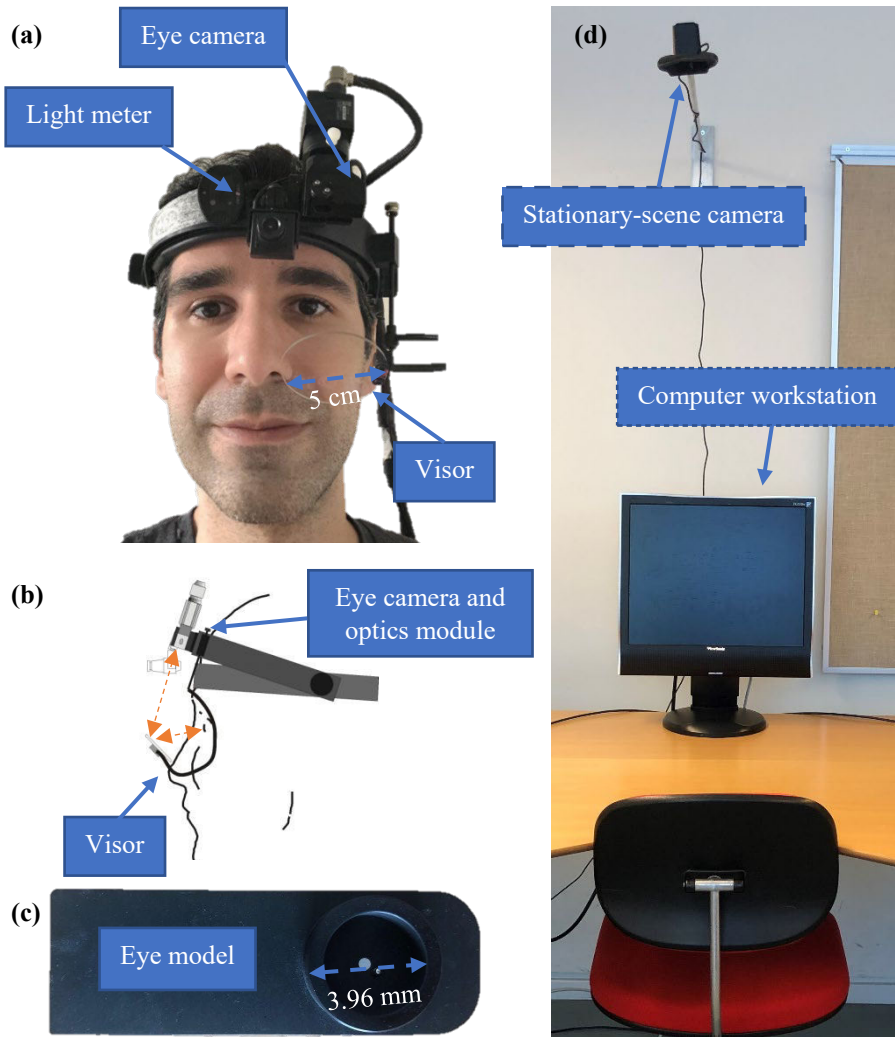 (a)
Eye camera
Light meter
5 cm
Visor
(b)
Eye camera and
optics module
Visor
(c)
Eye model
3.96 mm
(d)
Stationary-scene camera
Computer workstation
ViewSonic